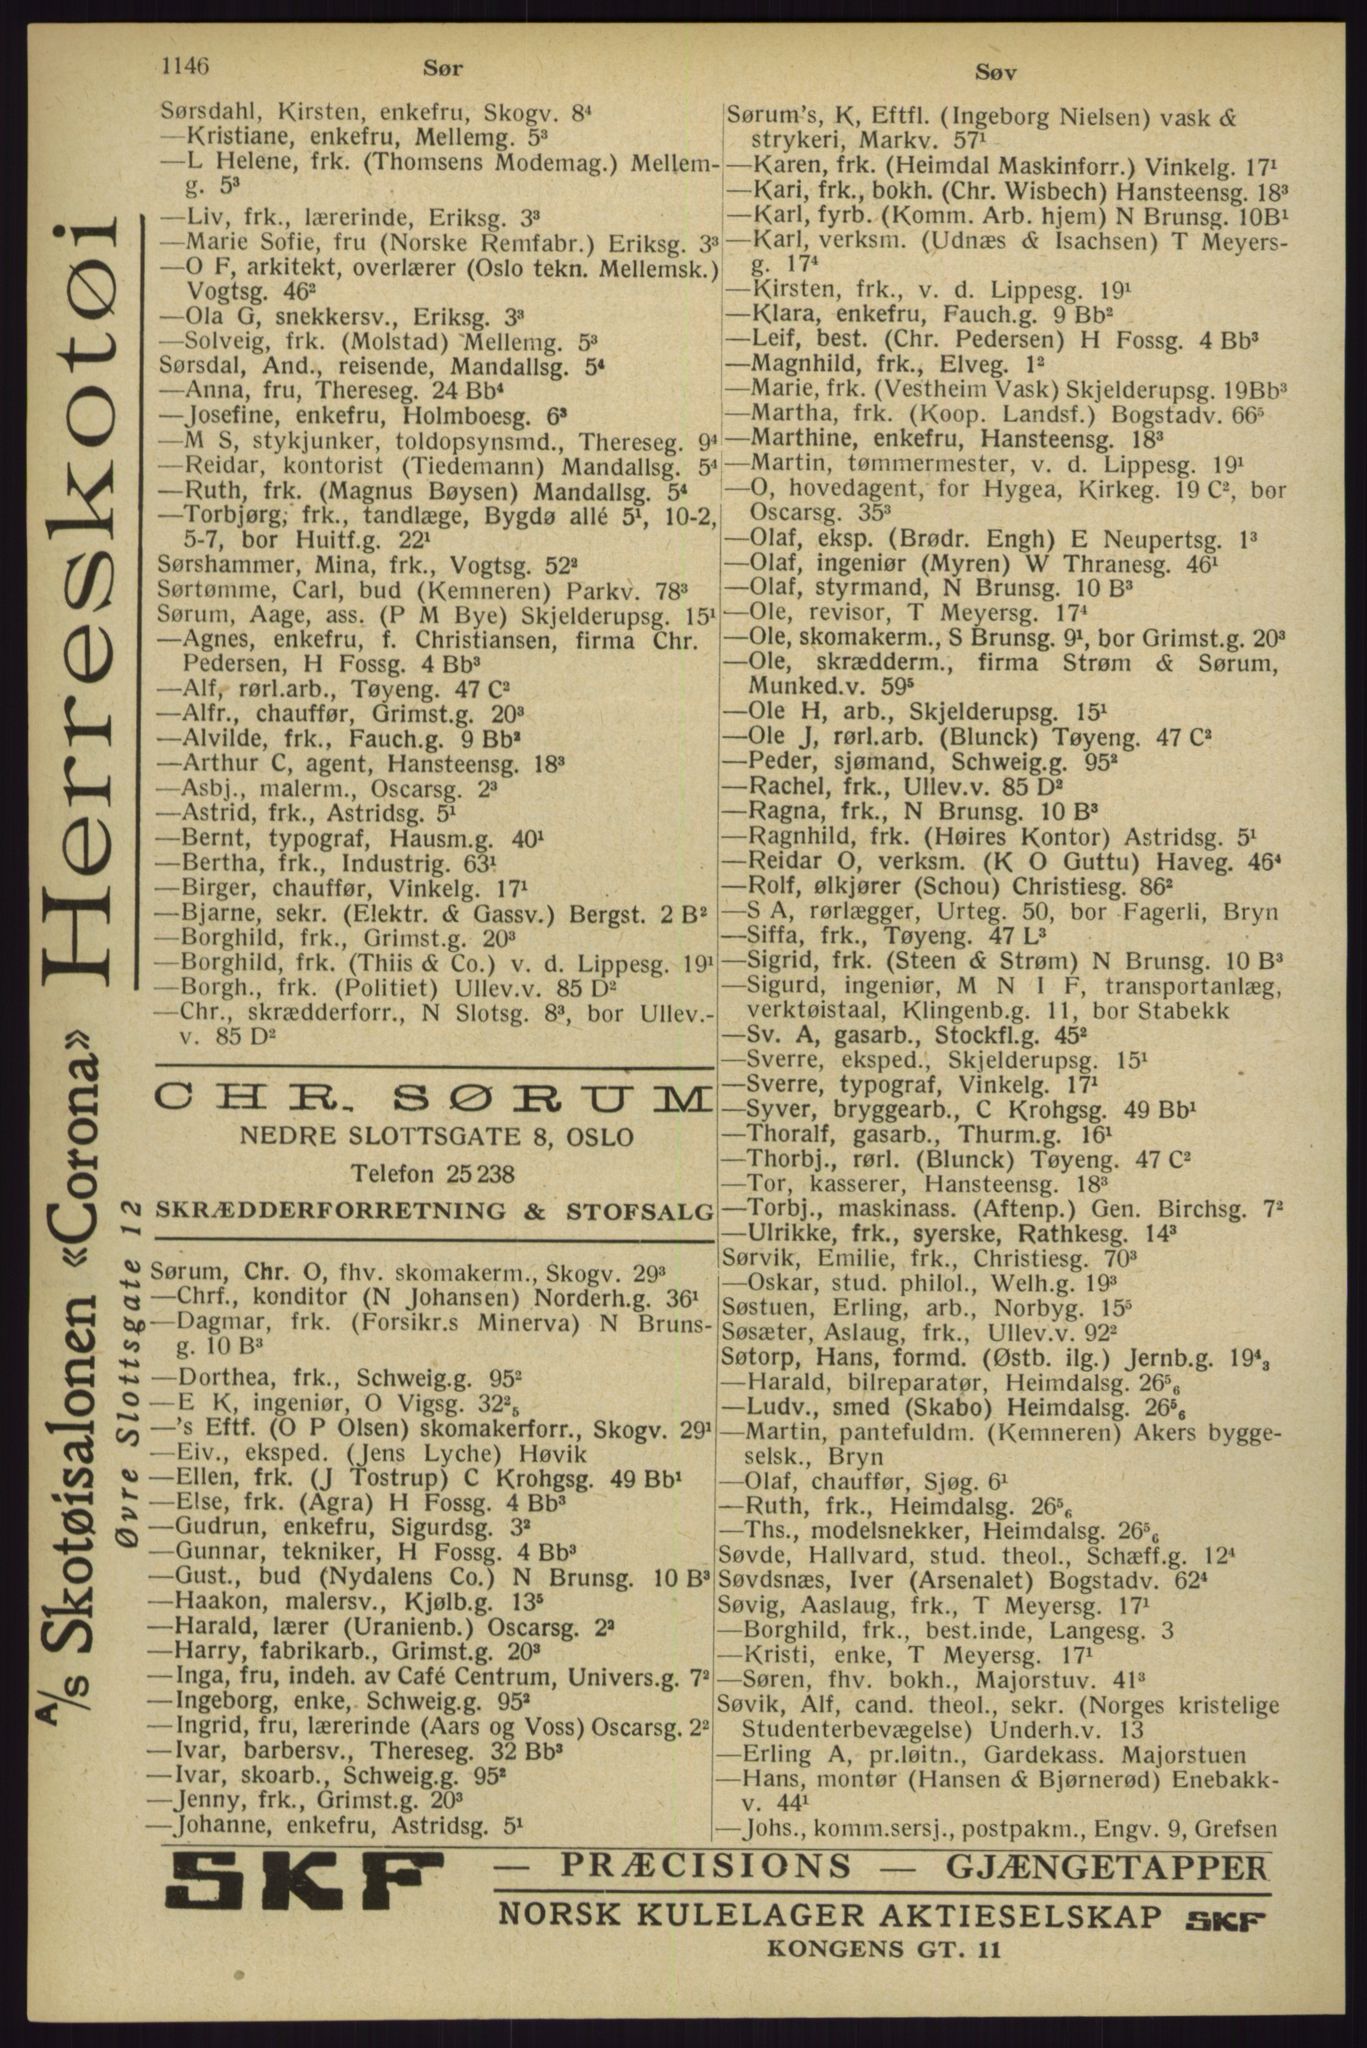 1146
Sør
Søv
Sørsdahl, Kirsten, enkefru, Skogv. 8⁴
—Kristiane, enkefru, Mellemg. 5³
—L Helene, frk. (Thomsens Modemag.) Mellem-
g. 5³
—Liv, frk., lærerinde, Eriksg. 3³
—Marie Sofie, fru (Norske Remfabr.) Eriksg. 3³
—O F, arkitekt, overlærer (Oslo tekn. Mellemsk.)
Vogtsg. 46²
—Ola G, snekkersv., Eriksg. 3³
—Solveig, frk. (Molstad) Mellemg. 5³
Sørsdal, And., reisende, Mandallsg. 5⁴
—Anna, fru, Thereseg. 24 Bb⁴
—Josefine, enkefru, Holmboesg. 6³
—M S, stykjunker, toldopsynsmd., Thereseg. 9⁴
—Reidar, kontorist (Tiedemann) Mandallsg. 5⁴
—Ruth, frk. (Magnus Bøysen) Mandallsg. 5⁴
—Torbjørg, frk., tandlæge, Bygdø allé 5¹, 10-2,
5-7, bor Huitf.g. 22¹
Sørshammer, Mina, frk., Vogtsg. 52²
Sørtømme, Carl, bud (Kemneren) Parkv. 78³
Sørum, Aage, ass. (P M Bye) Skjelderupsg. 15¹
—Agnes, enkefru, f. Christiansen, firma Chr.
Pedersen, H Fossg. 4 Bb³
—Alf, rørl.arb., Tøyeng. 47 C²
—Alfr., chauffør, Grimst.g. 20³
—Alvilde, frk., Fauch.g. 9 Bb²
—Arthur C, agent, Hansteensg. 18³
—Asbj., malerm., Oscarsg. 2³
—Astrid, frk., Astridsg. 5¹
—Bernt, typograf, Hausm.g. 40¹
—Bertha, frk., Industrig. 63¹
—Birger, chauffør, Vinkelg. 17¹
—Bjarne, sekr. (Elektr. & Gassv.) Bergst. 2 B²
—Borghild, frk., Grimst.g. 20³
—Borghild, frk. (Thiis & Co.) v. d. Lippesg. 19¹
—Borgh., frk. (Politiet) Ullev.v. 85 D²
—Chr., skrædderforr., N Slotsg. 8³, bor Ullev.-
v. 85 D²
CHR. SØRUM
NEDRE SLOTTSGATE 8, OSLO
Telefon 25 238
SKRÆDDERFORRETNING & STOFSALG
Sørum, Chr. O, fhv. skomakerm., Skogv. 29³
—Chrf., konditor (N Johansen) Norderh.g. 36¹
—Dagmar, frk. (Forsikr.s Minerva) N Bruns-
g. 10 B³
—Dorthea, frk., Schweig.g. 95²
—E K, ingeniør, O Vigsg. 32²₅
—'s Eftf. (O P Olsen) skomakerforr., Skogv. 29¹
—Eiv., eksped. (Jens Lyche) Høvik
—Ellen, frk. (J Tostrup) C Krohgsg. 49 Bb¹
—Else, frk. (Agra) H Fossg. 4 Bb³
—Gudrun, enkefru, Sigurdsg. 3²
—Gunnar, tekniker, H Fossg. 4 Bb³
—Gust., bud (Nydalens Co.) N Brunsg. 10 B³
—Haakon, malersv., Kjølb.g. 13⁵
—Harald, lærer (Uranienb.) Oscarsg. 2²
—Harry, fabrikarb., Grimst.g. 20³
—Inga, fru, indeh. av Café Centrum, Univers.g. 7²
—Ingeborg, enke, Schweig.g. 95²
—Ingrid, fru, lærerinde (Aars og Voss) Oscarsg. 2²
—Ivar, barbersv., Thereseg. 32 Bb³
—Ivar, skoarb., Schweig.g. 95²
—Jenny, frk., Grimst.g. 20³
—Johanne, enkefru, Astridsg. 5¹
Sørum's, K, Eftfl. (Ingeborg Nielsen) vask &
strykeri, Markv. 57¹
—Karen, frk. (Heimdal Maskinforr.) Vinkelg. 17¹
—Kari, frk., bokh. (Chr. Wisbech) Hansteensg. 18³
—Karl, fyrb. (Komm. Arb. hjem) N Brunsg. 10B¹
—Karl, verksm. (Udnæs & Isachsen) T Meyers-
g. 17⁴
—Kirsten, frk., v. d. Lippesg. 19¹
—Klara, enkefru, Fauch.g. 9 Bb²
—Leif, best. (Chr. Pedersen) H Fossg. 4 Bb³
—Magnhild, frk., Elveg. 1²
—Marie, frk. (Vestheim Vask) Skjelderupsg. 19Bb³
—Martha, frk. (Koop. Landsf.) Bogstadv. 66⁵
—Marthine, enkefru, Hansteensg. 18³
—Martin, tømmermester, v. d. Lippesg. 19¹
—O, hovedagent, for Hygea, Kirkeg. 19 C², bor
Oscarsg. 35³
—Olaf, eksp. (Brødr. Engh) E Neupertsg. 1³
—Olaf, ingeniør (Myren) W Thranesg. 46¹
—Olaf, styrmand, N Brunsg. 10 B³
—Ole, revisor, T Meyersg. 17⁴
—Ole, skomakerm., S Brunsg. 9¹, bor Grimst.g. 20³
—Ole, skrædderm., firma Strøm & Sørum,
Munked.v. 59⁵
—Ole H, arb., Skjelderupsg. 15¹
—Ole J, rørl.arb. (Blunck) Tøyeng. 47 C²
—Peder, sjømand, Schweig.g. 95²
—Rachel, frk., Ullev.v. 85 D²
—Ragna, frk., N Brunsg. 10 B³
—Ragnhild, frk. (Høires Kontor) Astridsg. 5¹
—Reidar O, verksm. (K O Guttu) Haveg. 46⁴
—Rolf, ølkjører (Schou) Christiesg. 86²
—S A, rørlægger, Urteg. 50, bor Fagerli, Bryn
—Siffa, frk., Tøyeng. 47 L³
—Sigrid, frk. (Steen & Strøm) N Brunsg. 10 B³
—Sigurd, ingeniør, M N I F, transportanlæg,
verktøistaal, Klingenb.g. 11, bor Stabekk
—Sv. A, gasarb., Stockfl.g. 45²
—Sverre, eksped., Skjelderupsg. 15¹
—Sverre, typograf, Vinkelg. 17¹
—Syver, bryggearb., C Krohgsg. 49 Bb¹
—Thoralf, gasarb., Thurm.g. 16¹
—Thorbj., rørl. (Blunck) Tøyeng. 47 C²
—Tor, kasserer, Hansteensg. 18³
—Torbj., maskinass. (Aftenp.) Gen. Birchsg. 7²
—Ulrikke, frk., syerske, Rathkesg. 14³
Sørvik, Emilie, frk., Christiesg. 70³
—Oskar, stud. philol., Welh.g. 19³
Søstuen, Erling, arb., Norbyg. 15⁵
Søsæter, Aslaug, frk., Ullev.v. 92²
Søtorp, Hans, formd. (Østb. ilg.) Jernb.g. 19⁴₃
—Harald, bilreparatør, Heimdalsg. 26⁵₆
—Ludv., smed (Skabo) Heimdalsg. 26⁵₆
—Martin, pantefuldm. (Kemneren) Akers bygge-
selsk., Bryn
—Olaf, chauffør, Sjøg. 6¹
—Ruth, frk., Heimdalsg. 26⁵₆
—Ths., modelsnekker, Heimdalsg. 26⁵₆
Søvde, Hallvard, stud. theol., Schæff.g. 12⁴
Søvdsnæs, Iver (Arsenalet) Bogstadv. 62⁴
Søvig, Aaslaug, frk., T Meyersg. 17¹
—Borghild, frk., best.inde, Langesg. 3
—Kristi, enke, T Meyersg. 17¹
—Søren, fhv. bokh., Majorstuv. 41³
Søvik, Alf, cand. theol., sekr. (Norges kristelige
Studenterbevægelse) Underh.v. 13
—Erling A, pr.løitn., Gardekass. Majorstuen
—Hans, montør (Hansen & Bjørnerød) Enebakk-
v. 44¹
—Johs., komm.sersj., postpakm., Engv. 9, Grefsen
A/s Skotøisalonen «Corona» Herreskotøi
Øvre Slottsgate 12
SKF — PRÆCISIONS — GJÆNGETAPPER
NORSK KULELAGER AKTIESELSKAP SKF
KONGENS GT. 11